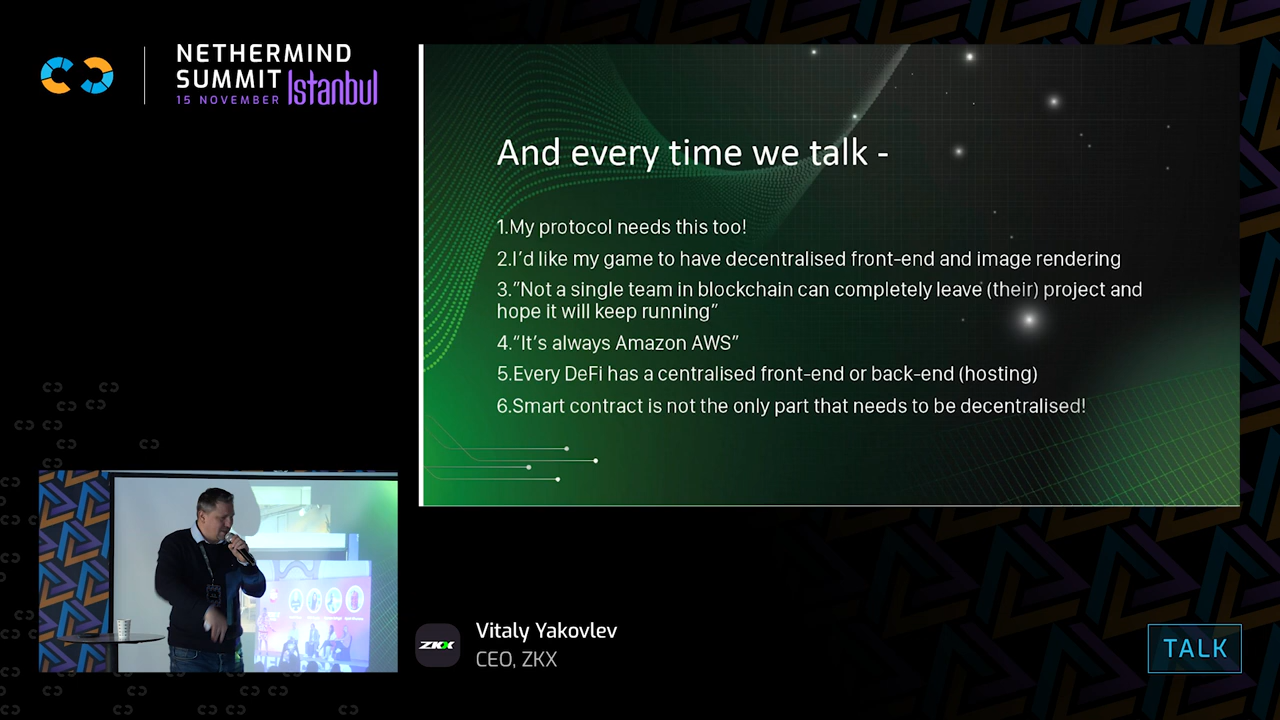 NETHERMIND
SUMMIT Istanbul
15 NOVEMBER
And every time we talk -
1.My protocol needs this too!
2.I'd like my game to have decentralised front-end and image rendering
3."Not a single team in blockchain can completely leave (their) project and
hope it will keep running"
4."It's always Amazon AWS"
5.Every DeFi has a centralised front-end or back-end (hosting)
6.Smart contract is not the only part that needs to be decentralised!
ZKX
Vitaly Yakovlev
CEO, ZKX
TALK